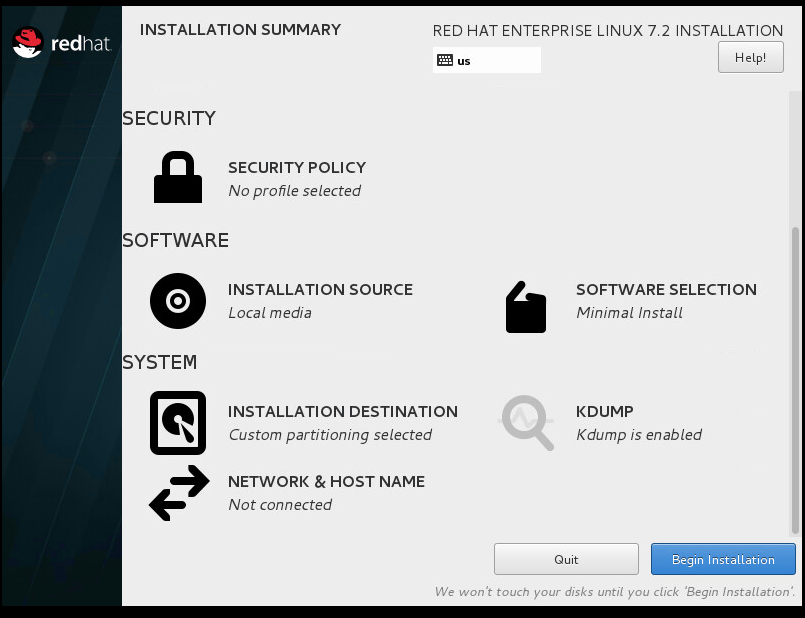 redhat.
INSTALLATION SUMMARY
RED HAT ENTERPRISE LINUX 7.2 INSTALLATION
us
Help!
SECURITY
SECURITY POLICY
No profile selected
SOFTWARE
INSTALLATION SOURCE
Local media
SOFTWARE SELECTION
Minimal Install
SYSTEM
INSTALLATION DESTINATION
Custom partitioning selected
KDUMP
Kdump is enabled
NETWORK & HOST NAME
Not connected
Quit
Begin Installation
We won't touch your disks until you click 'Begin Installation'.